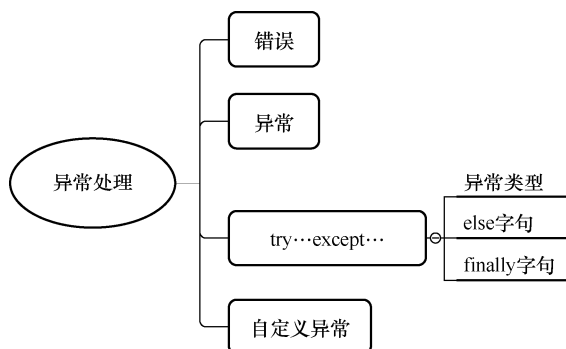 错误
异常
异常处理
异常类型
else字句
try…except…
finally字句
自定义异常